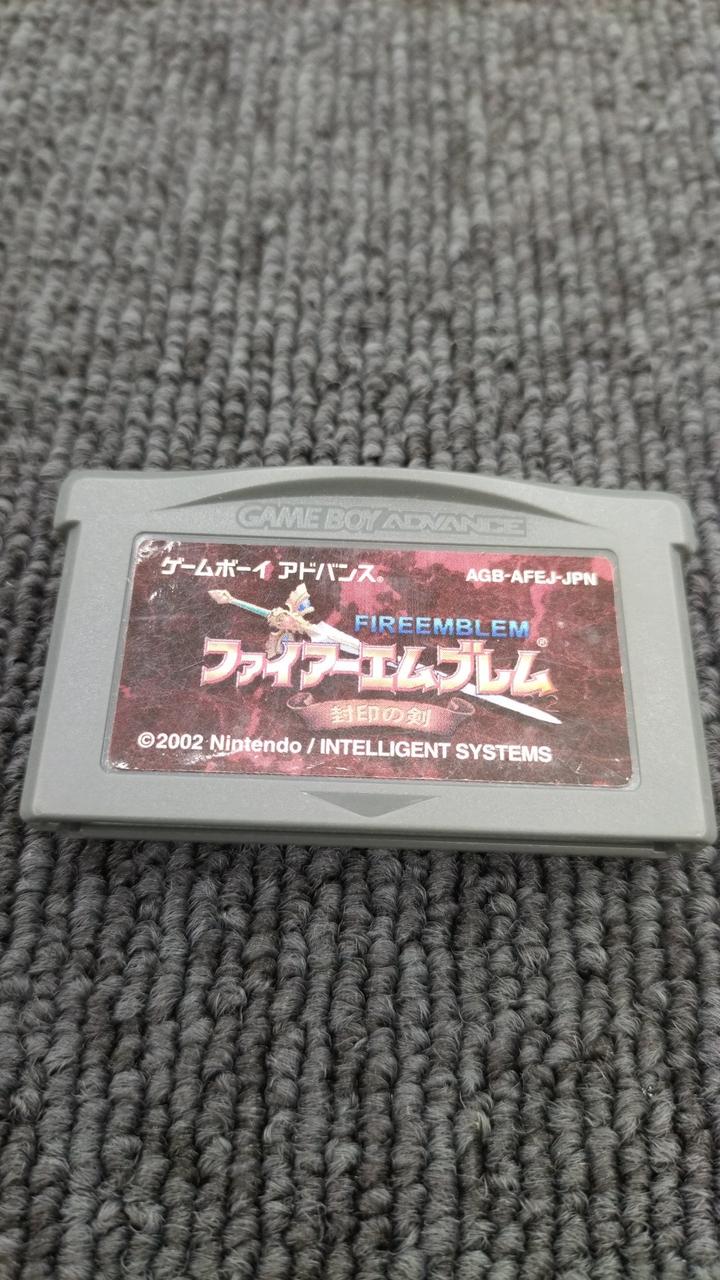 GAME BOY ADVANCE
ゲームボーイ アドバンス® AGB-AFEJ-JPN
FIREEMBLEM
ファイアーエムブレム®
封印の剣
©2002 Nintendo / INTELLIGENT SYSTEMS